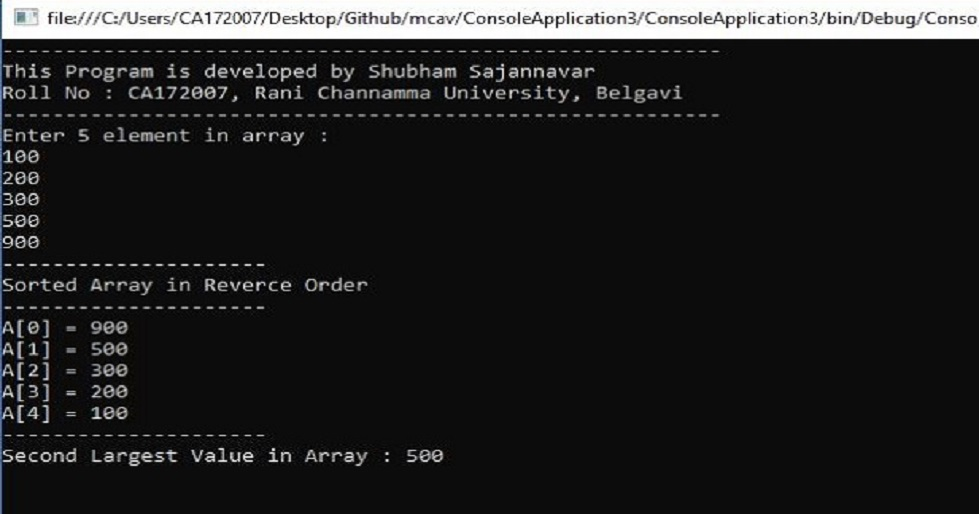 file:///C:/Users/CA172007/Desktop/Github/mcav/ConsoleApplication3/ConsoleApplication3/bin/Debug/Conso
---------------------------------------------------------
This Program is developed by Shubham Sajannavar
Roll No : CA172007, Rani Channamma University, Belgavi
---------------------------------------------------------
Enter 5 element in array :
100
200
300
500
900
---------------------
Sorted Array in Reverce Order
---------------------
A[0] = 900
A[1] = 500
A[2] = 300
A[3] = 200
A[4] = 100
---------------------
Second Largest Value in Array : 500